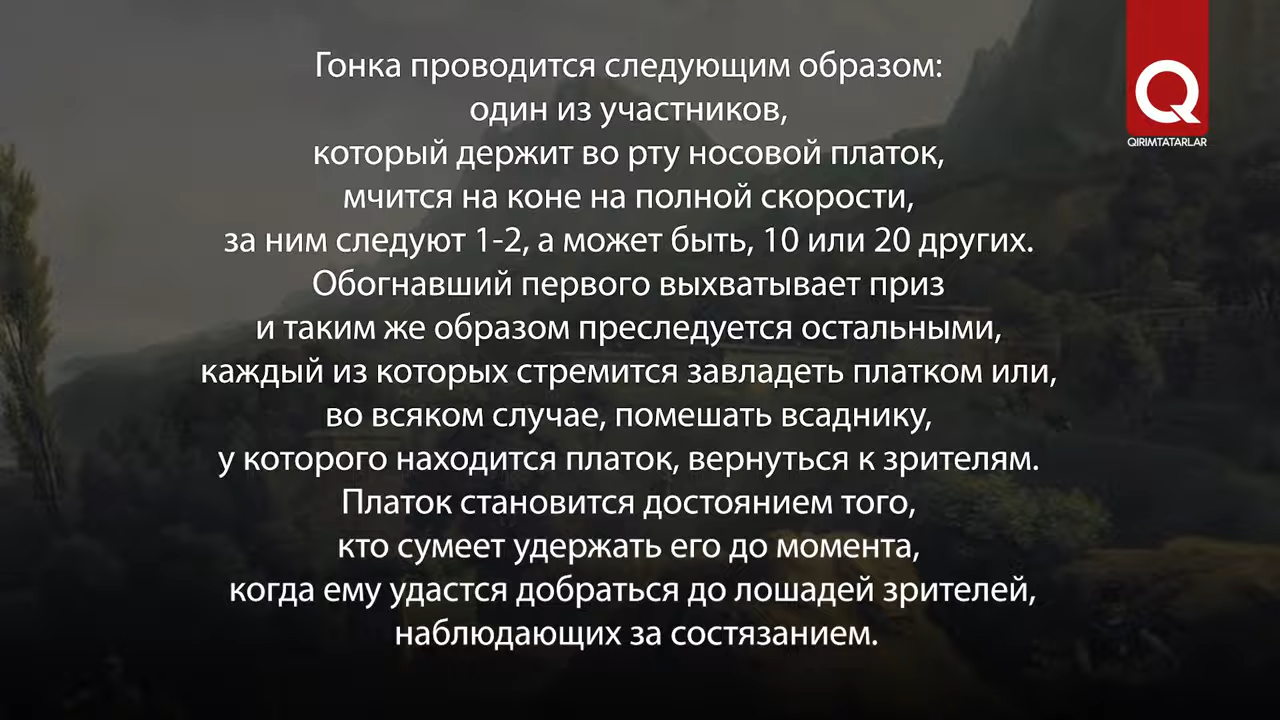 Гонка проводится следующим образом:
один из участников,
который держит во рту носовой платок,
мчится на коне на полной скорости,
за ним следуют 1-2, а может быть, 10 или 20 других.
Обогнавший первого выхватывает приз
и таким же образом преследуется остальными,
каждый из которых стремится завладеть платком или,
во всяком случае, помешать всаднику,
у которого находится платок, вернуться к зрителям.
Платок становится достоянием того,
кто сумеет удержать его до момента,
когда ему удастся добраться до лошадей зрителей,
наблюдающих за состязанием.
Q
QIRIMTATARLAR